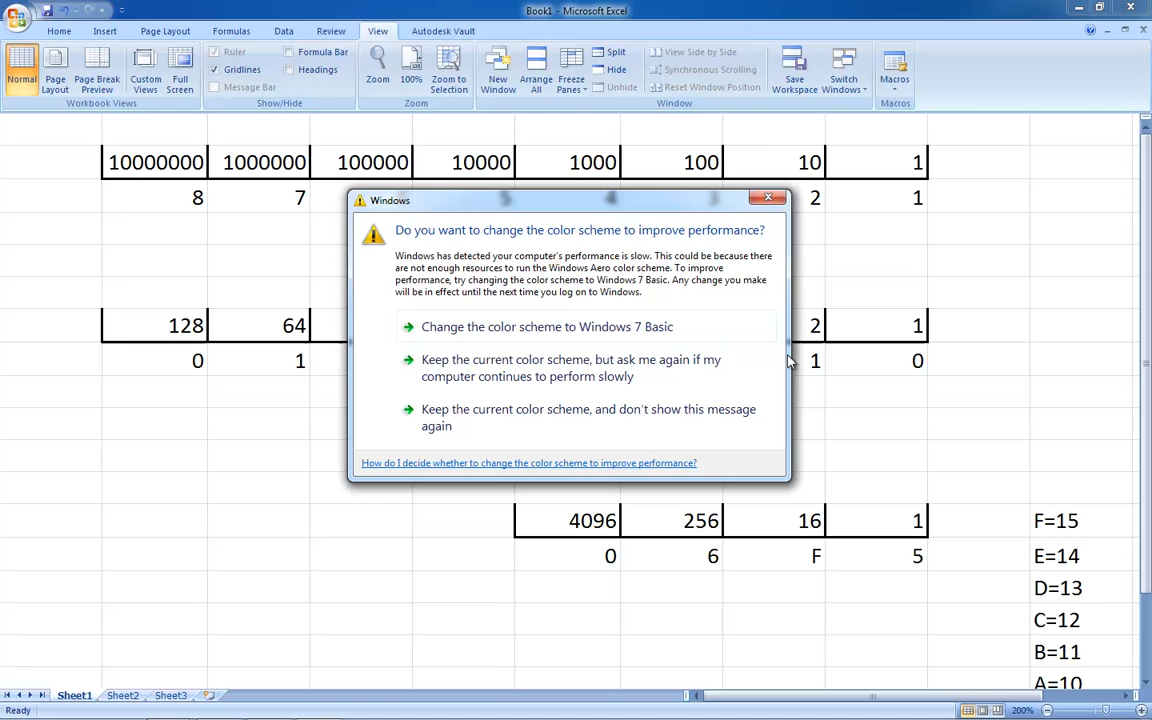 Book1 - Microsoft Excel
Home Insert Page Layout Formulas Data Review View Autodesk Vault
Normal Page Layout Page Break Preview Custom Views Full Screen
Workbook Views
Ruler Formula Bar
Gridlines Headings
Message Bar
Show/Hide
Zoom 100% Zoom to Selection
Zoom
New Window Arrange All Freeze Panes
Split View Side by Side
Hide Synchronous Scrolling
Unhide Reset Window Position
Save Workspace Switch Windows
Window
Macros
Macros
10000000 1000000 100000 10000 1000 100 10 1
8 7 5 4 3 2 1
Windows
Do you want to change the color scheme to improve performance?
Windows has detected your computer's performance is slow. This could be because there
are not enough resources to run the Windows Aero color scheme. To improve
performance, try changing the color scheme to Windows 7 Basic. Any change you make
will be in effect until the next time you log on to Windows.
Change the color scheme to Windows 7 Basic
Keep the current color scheme, but ask me again if my
computer continues to perform slowly
Keep the current color scheme, and don't show this message
again
How do I decide whether to change the color scheme to improve performance?
128 64 2 1
0 1 1 0
4096 256 16 1 F=15
0 6 F 5 E=14
D=13
C=12
B=11
A=10
Sheet1 Sheet2 Sheet3
Ready 200%